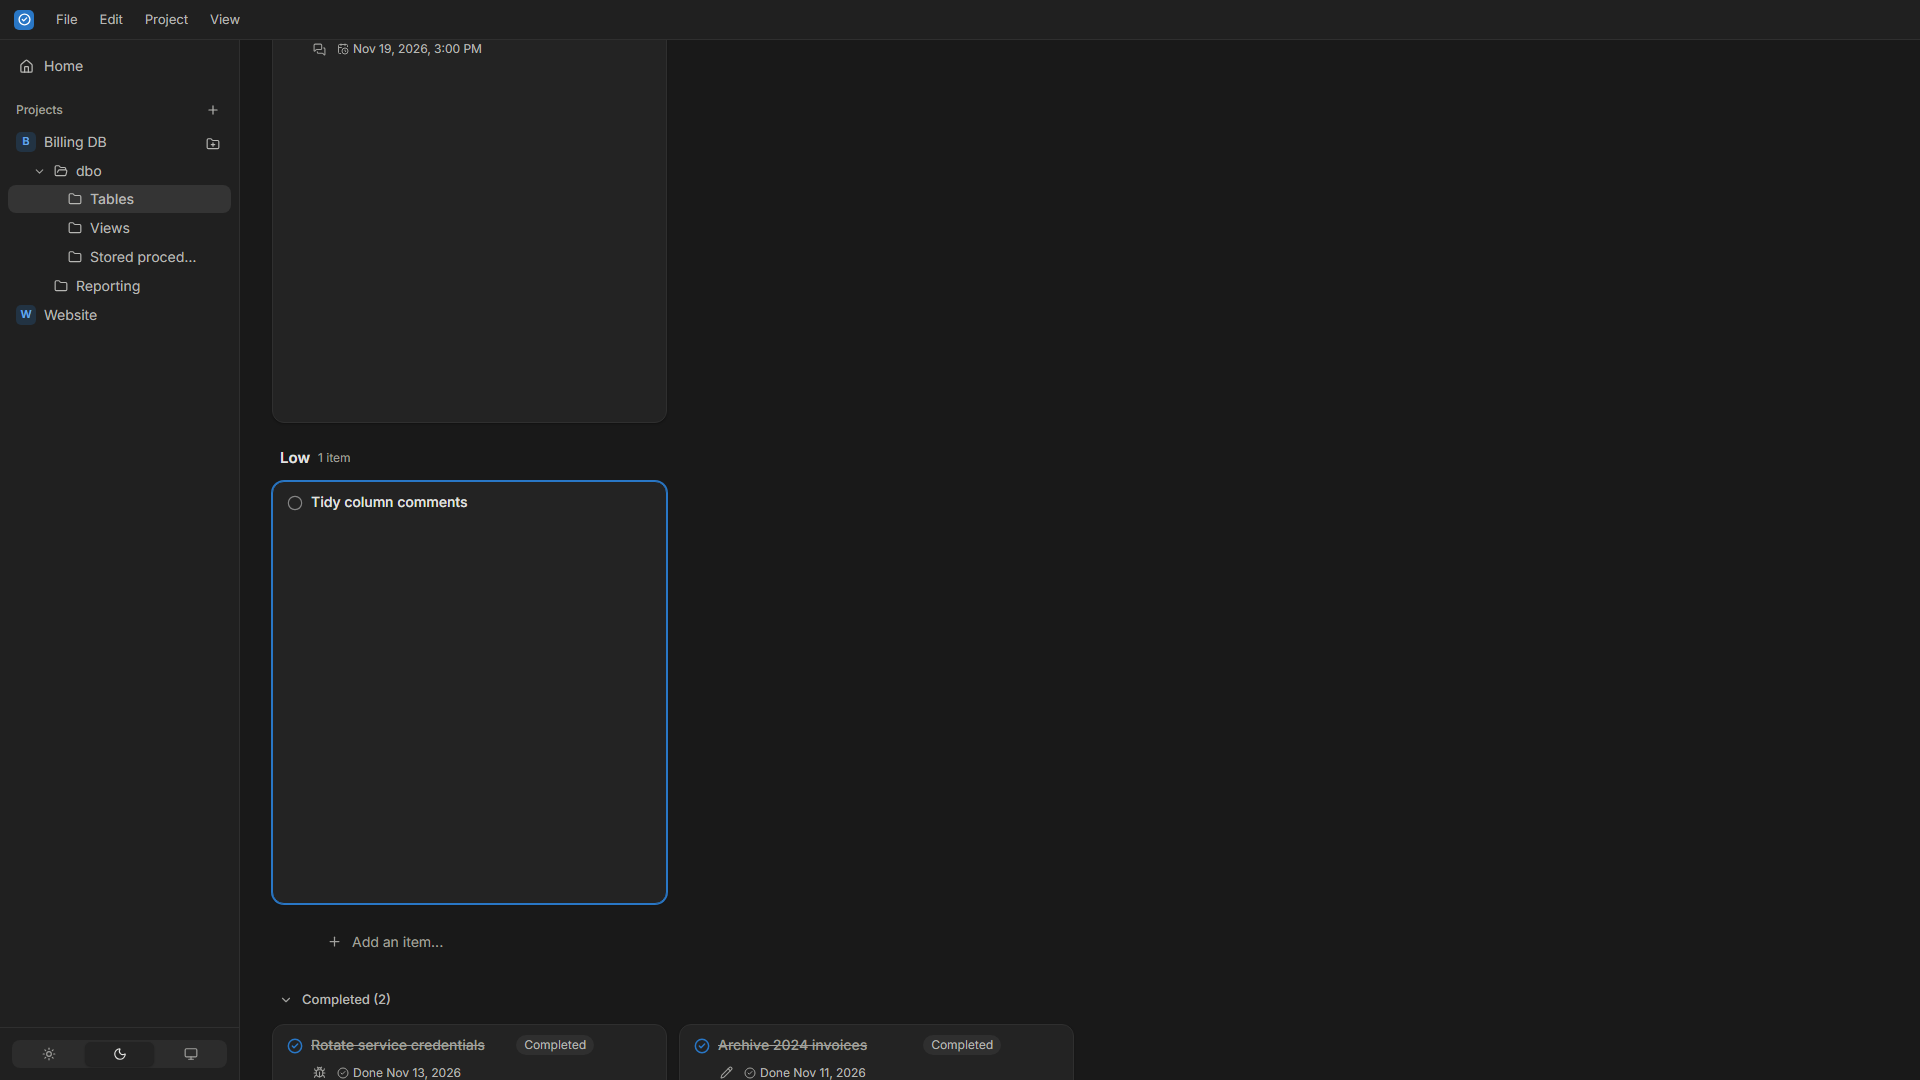 File Edit Project View
Home
Projects
B Billing DB
dbo
Tables
Views
Stored proced...
Reporting
W Website
Nov 19, 2026, 3:00 PM
Low 1 item
Tidy column comments
Add an item...
Completed (2)
Rotate service credentials Completed
Done Nov 13, 2026
Archive 2024 invoices Completed
Done Nov 11, 2026